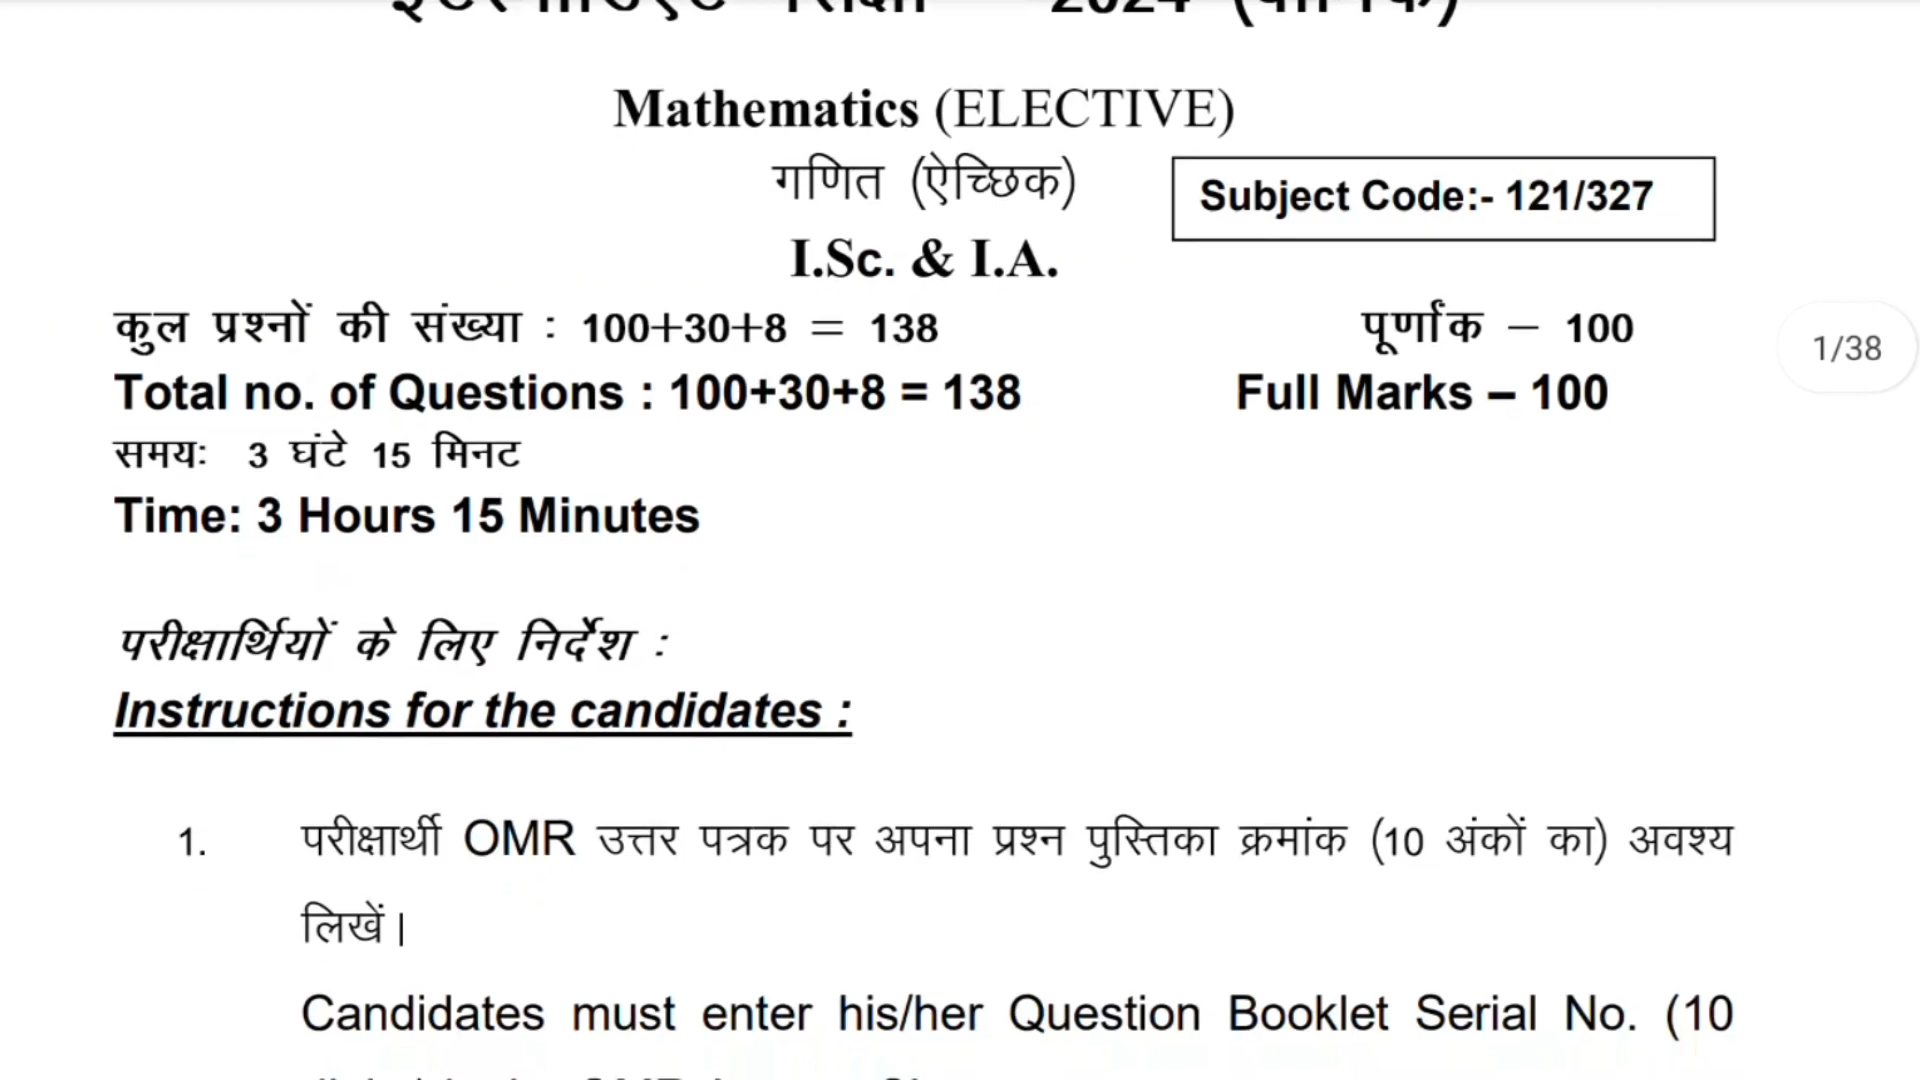 2024
Mathematics (ELECTIVE)
गणित (ऐच्छिक)
Subject Code:- 121/327
I.Sc. & I.A.
कुल प्रश्नों की संख्या : 100+30+8 = 138
पूर्णांक – 100
1/38
Total no. of Questions : 100+30+8 = 138
Full Marks – 100
समयः 3 घंटे 15 मिनट
Time: 3 Hours 15 Minutes
परीक्षार्थियों के लिए निर्देश :
Instructions for the candidates :
1. परीक्षार्थी OMR उत्तर पत्रक पर अपना प्रश्न पुस्तिका क्रमांक (10 अंकों का) अवश्य
लिखें।
Candidates must enter his/her Question Booklet Serial No. (10